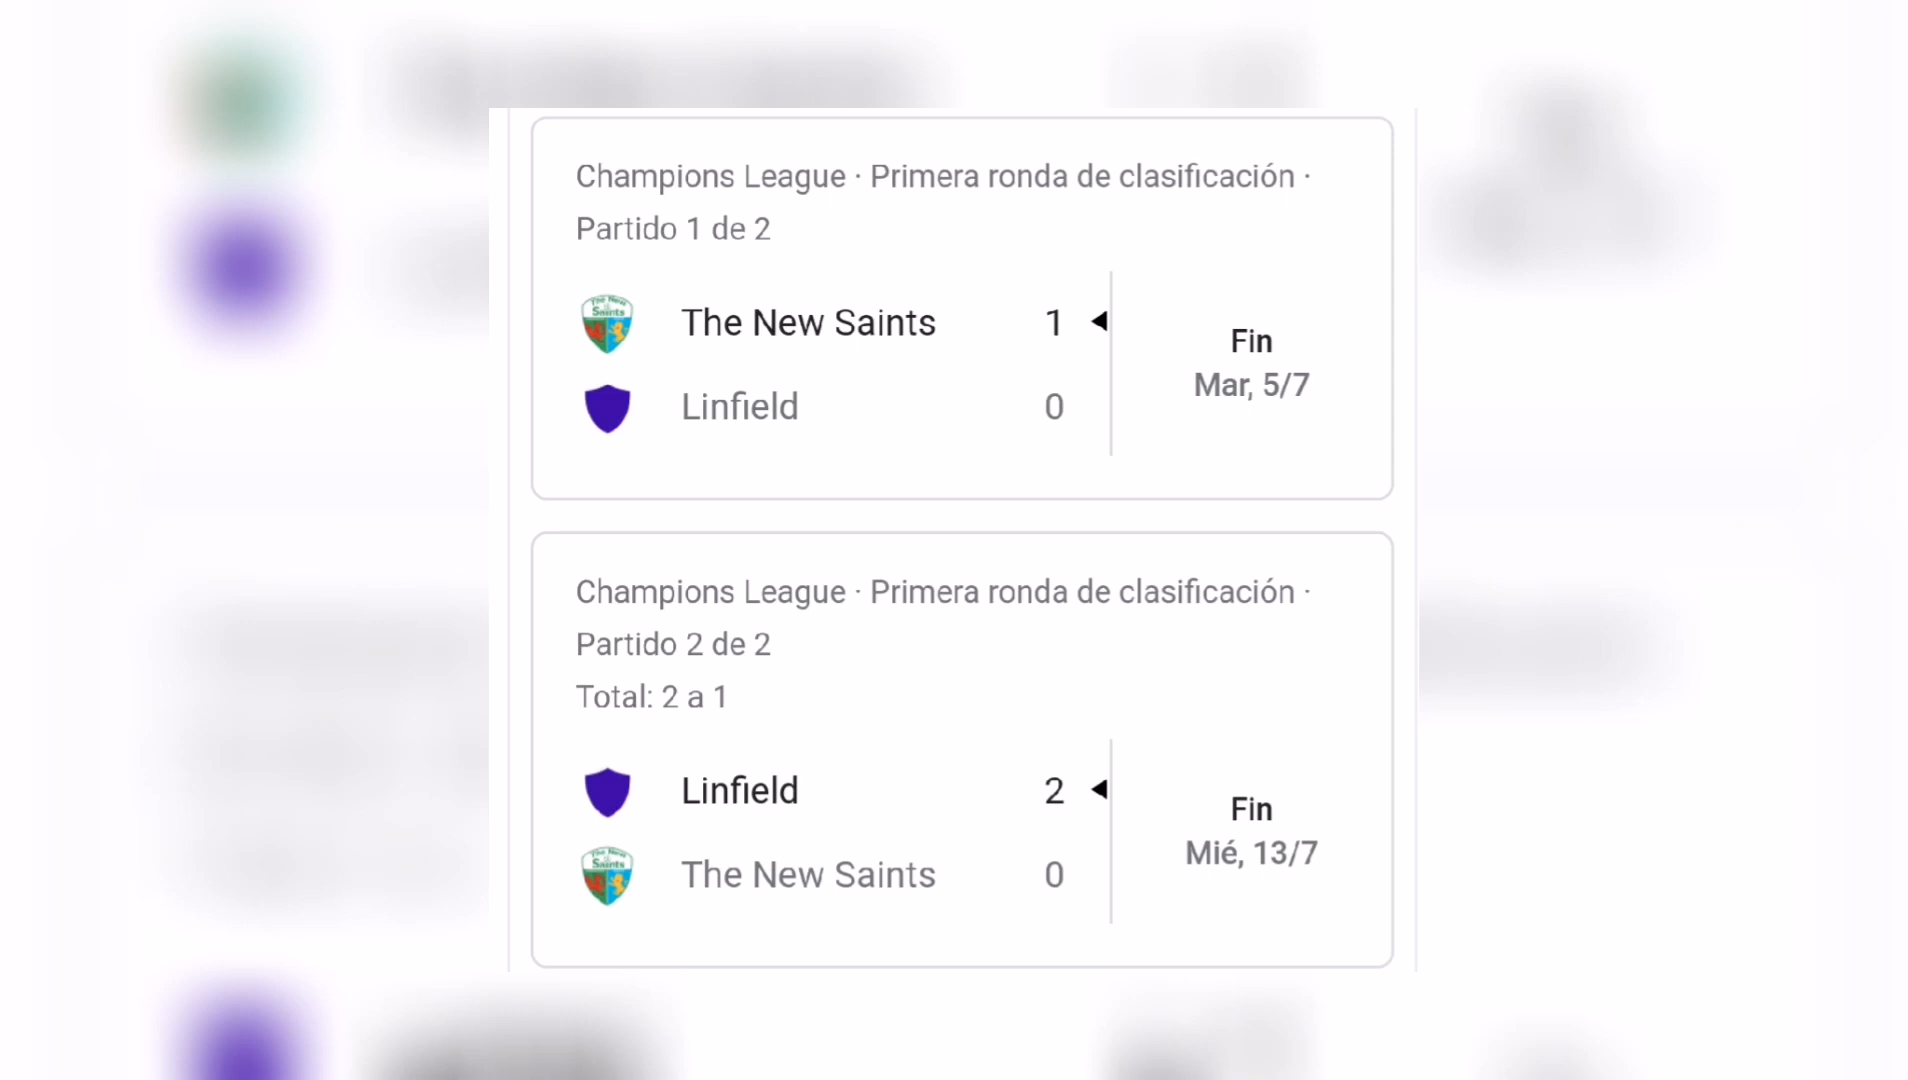 Champions League · Primera ronda de clasificación ·
Partido 1 de 2
The New Saints 1
Linfield 0
Fin
Mar, 5/7
Champions League · Primera ronda de clasificación ·
Partido 2 de 2
Total: 2 a 1
Linfield 2
The New Saints 0
Fin
Mié, 13/7